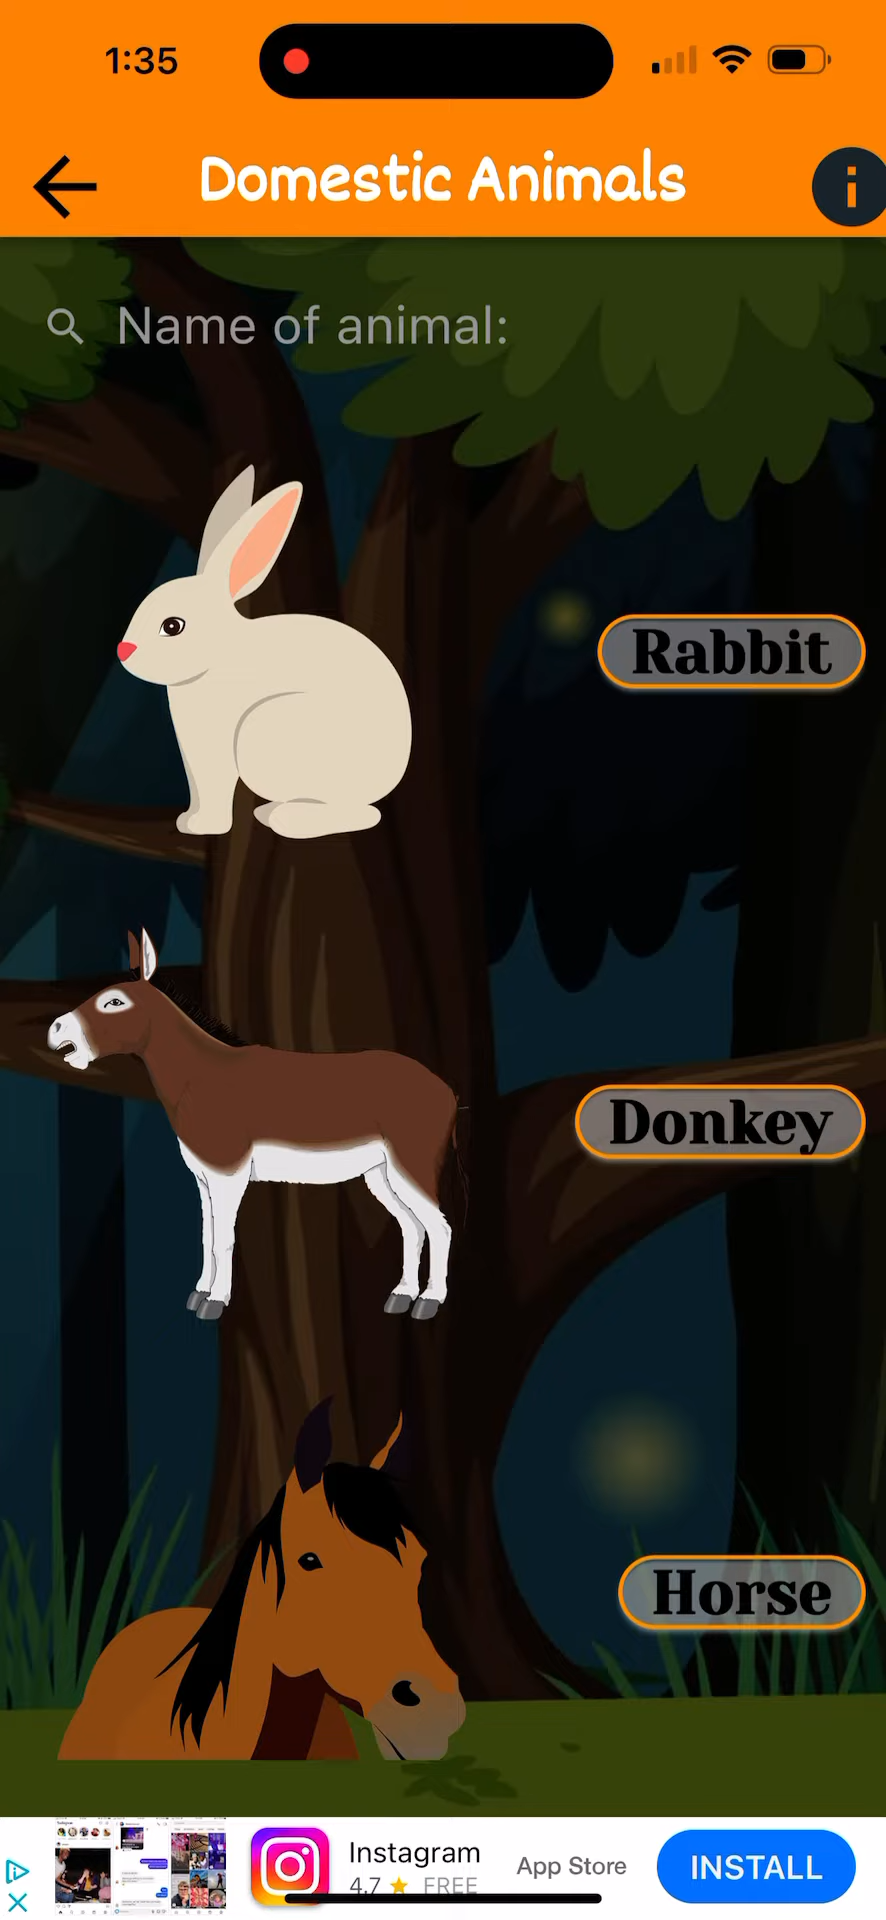 1:35
Domestic Animals
i
Name of animal:
Rabbit
Donkey
Horse
Instagram
4.7 FREE
App Store
INSTALL